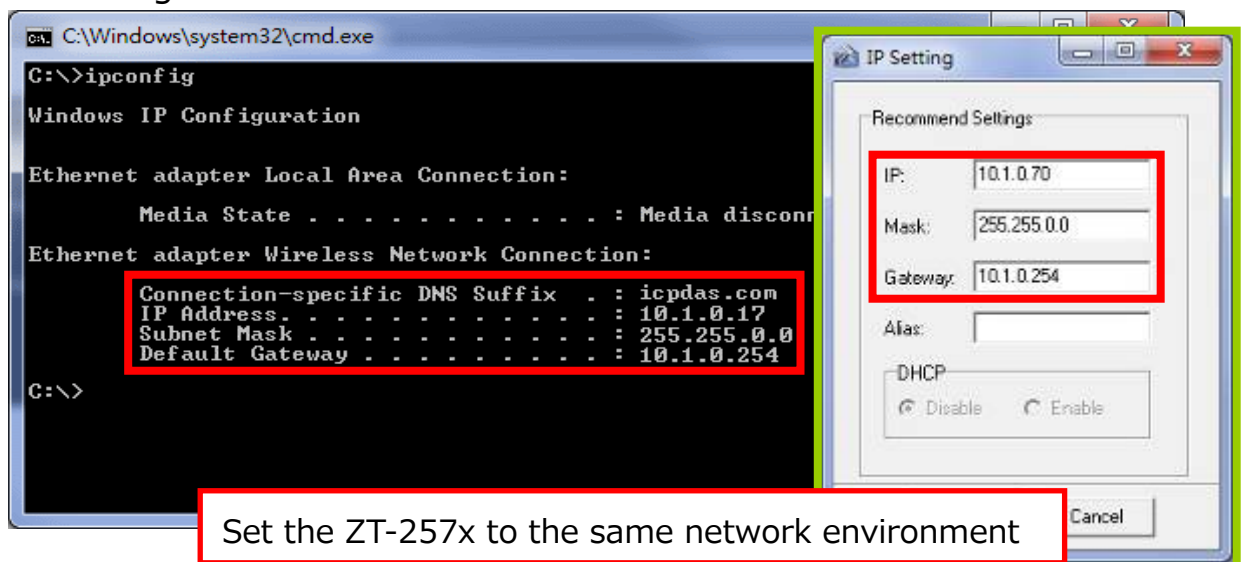 C:\Windows\system32\cmd.exe
C:\>ipconfig
Windows IP Configuration
Ethernet adapter Local Area Connection:
Media State . . . . . . . . . . . : Media disconn
Ethernet adapter Wireless Network Connection:
Connection-specific DNS Suffix . : icpdas.com
IP Address. . . . . . . . . . . . : 10.1.0.17
Subnet Mask . . . . . . . . . . . : 255.255.0.0
Default Gateway . . . . . . . . . : 10.1.0.254
C:\>
IP Setting
Recommend Settings
IP: 10.1.0.70
Mask: 255.255.0.0
Gateway: 10.1.0.254
Alias:
DHCP
Disable Enable
Cancel
Set the ZT-257x to the same network environment